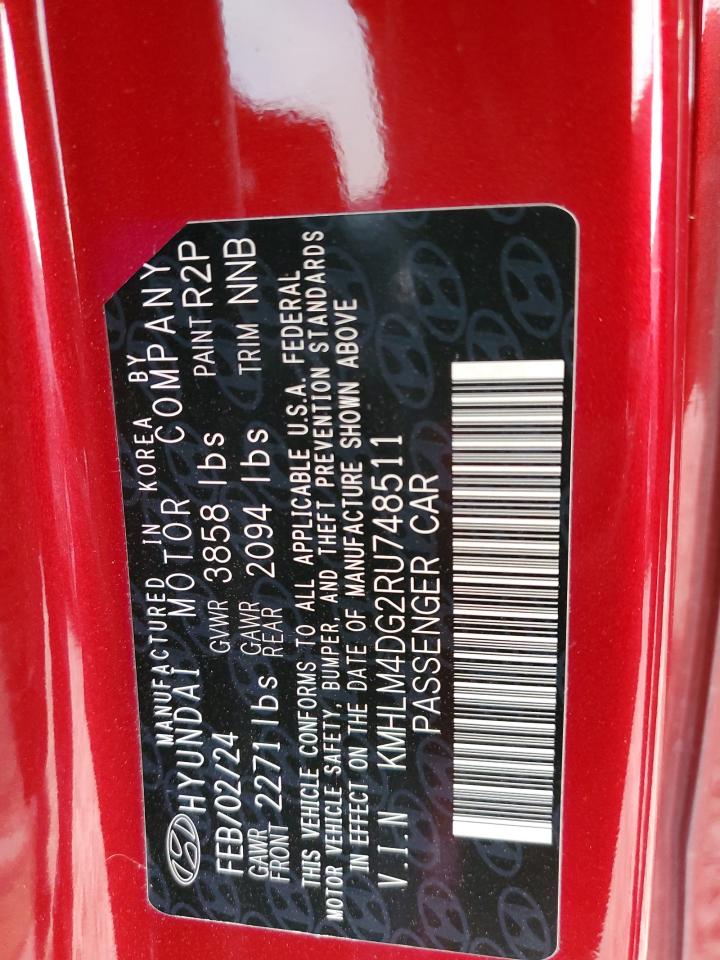 MANUFACTURED IN KOREA BY
HYUNDAI MOTOR COMPANY
FEB/02/24 GVWR 3858 lbs PAINT R2P
GAWR FRONT 2271 lbs GAWR REAR 2094 lbs TRIM NNB
THIS VEHICLE CONFORMS TO ALL APPLICABLE U.S.A. FEDERAL
MOTOR VEHICLE SAFETY, BUMPER, AND THEFT PREVENTION STANDARDS
IN EFFECT ON THE DATE OF MANUFACTURE SHOWN ABOVE
V.I.N KMHLM4DG2RU748511
PASSENGER CAR